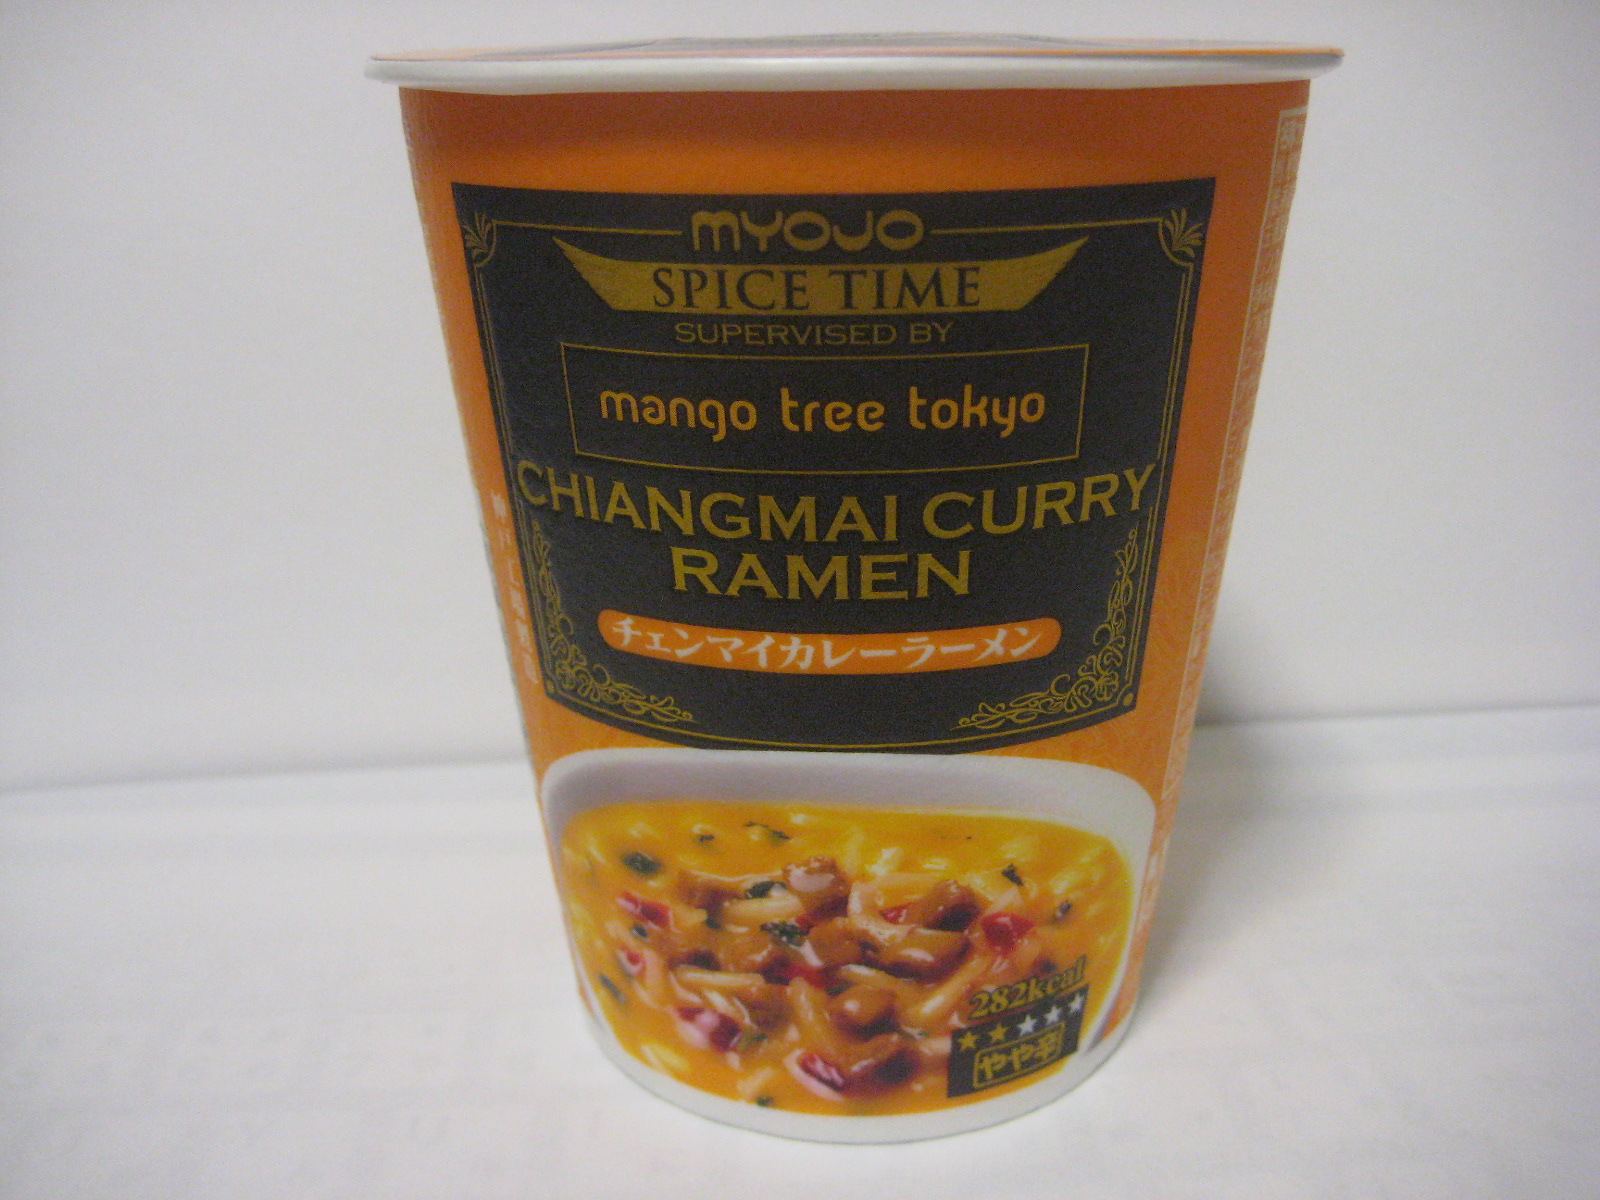 MYOJO
SPICE TIME
SUPERVISED BY
mango tree tokyo
CHIANGMAI CURRY
RAMEN
チェンマイカレーラーメン
282kcal
やや辛